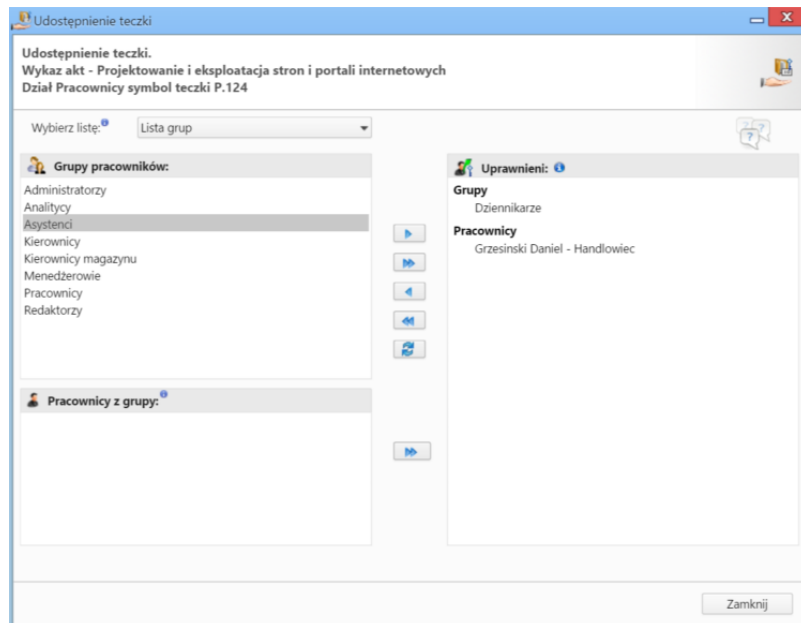 Udostępnienie teczki
Udostępnienie teczki.
Wykaz akt - Projektowanie i eksploatacja stron i portali internetowych
Dział Pracownicy symbol teczki P.124
Wybierz listę:
Lista grup
Grupy pracowników:
Administratorzy
Analitycy
Asystenci
Kierownicy
Kierownicy magazynu
Menedżerowie
Pracownicy
Redaktorzy
Pracownicy z grupy:
Uprawnieni:
Grupy
Dziennikarze
Pracownicy
Grzesinski Daniel - Handlowiec
Zamknij